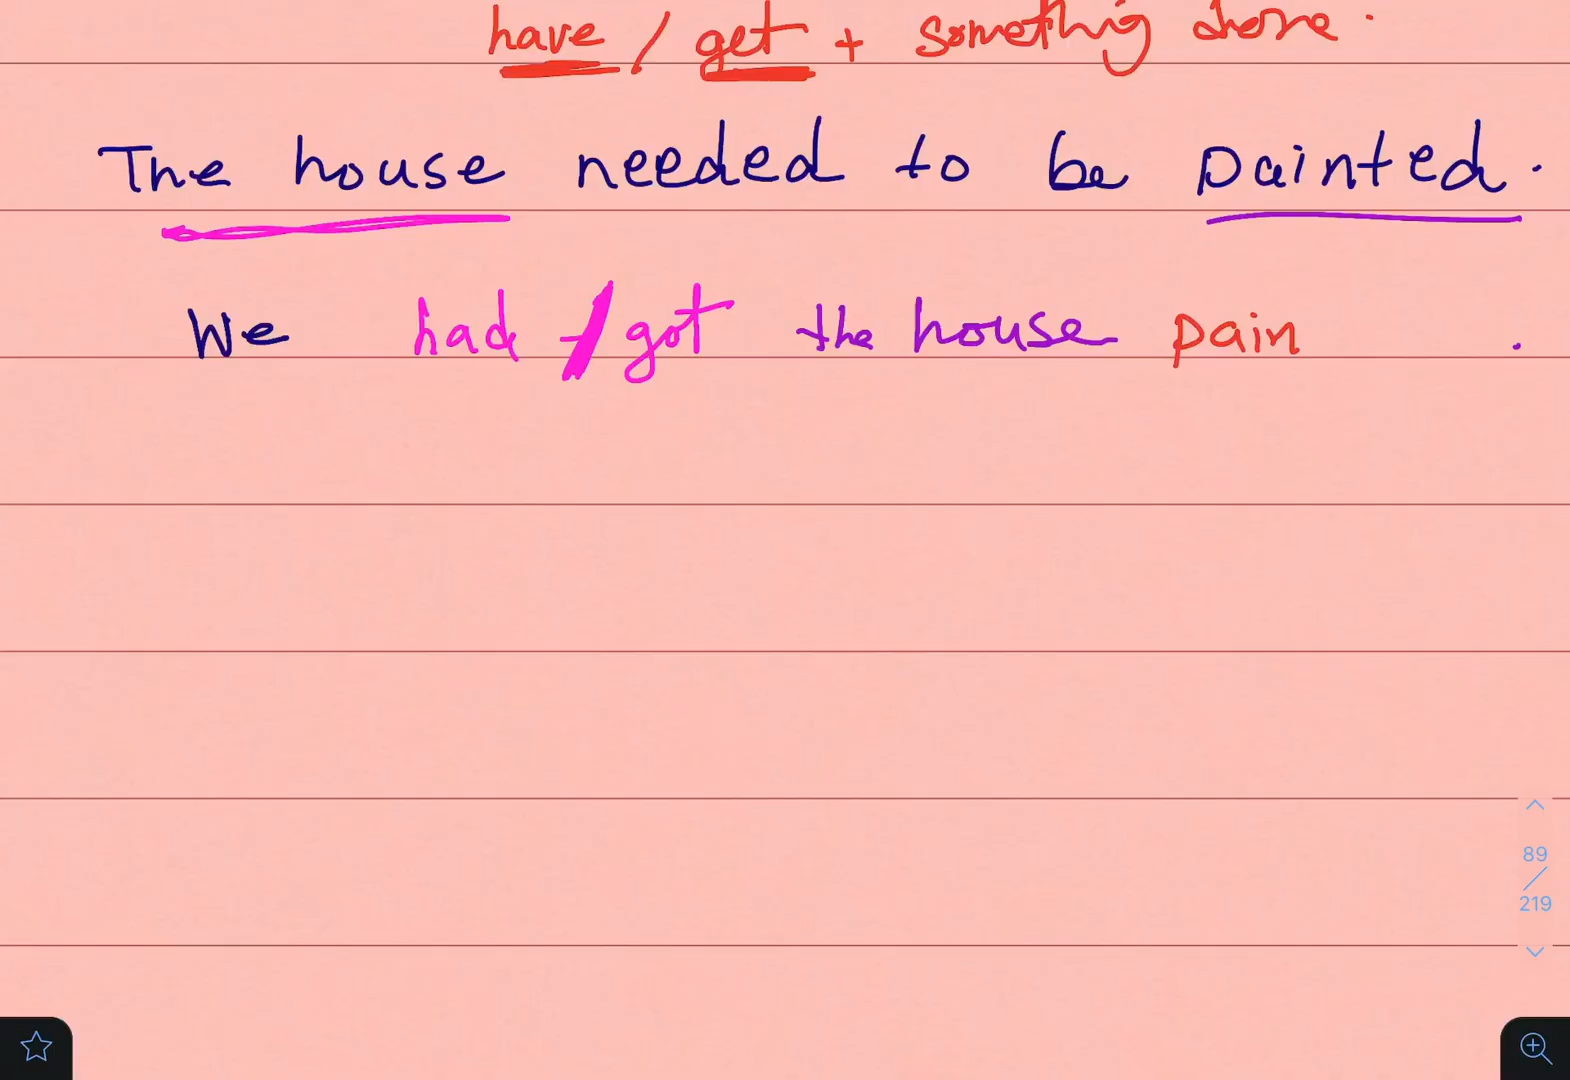 have / get + something done.
The house needed to be painted.
We had / got the house pain .
89
/
219